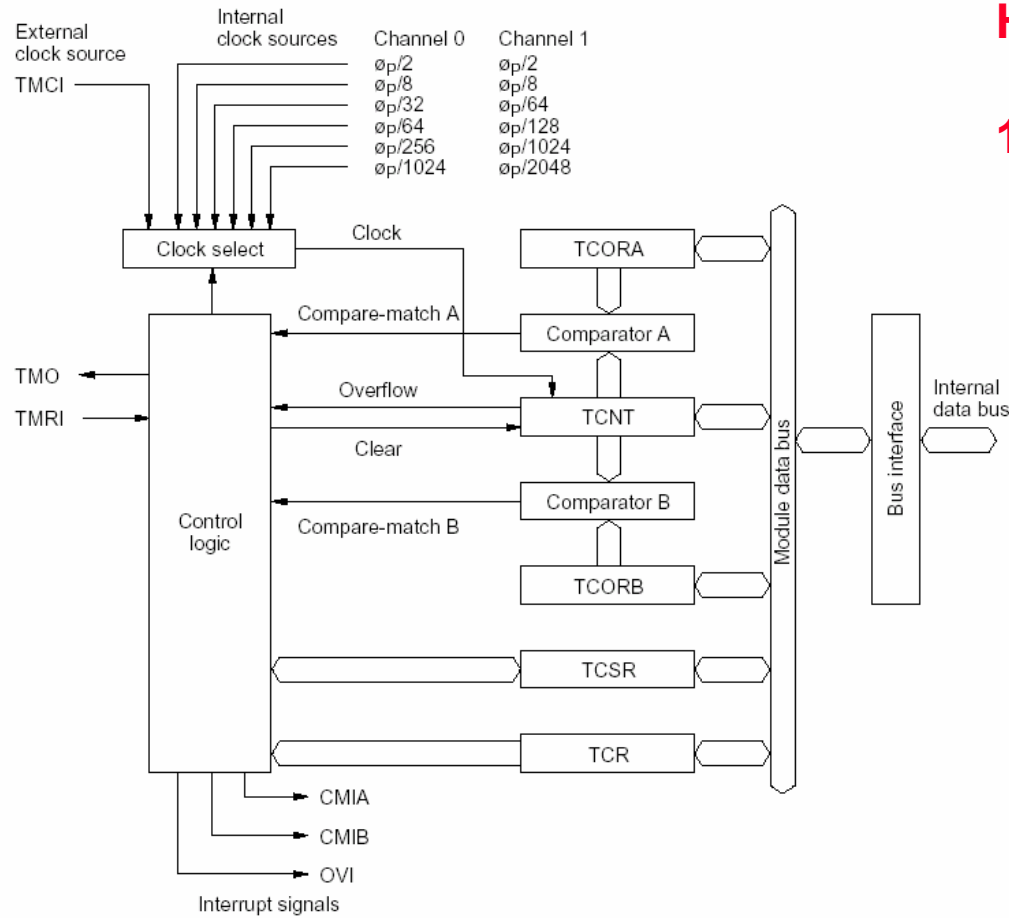 External
clock source
TMCI
Internal
clock sources
Channel 0 Channel 1
øP/2 øP/2
øP/8 øP/8
øP/32 øP/64
øP/64 øP/128
øP/256 øP/1024
øP/1024 øP/2048
H
1
Clock select
Clock
TCORA
Compare-match A
Comparator A
TMO
TMRI
Overflow
TCNT
Clear
Comparator B
Compare-match B
Control
logic
TCORB
TCSR
TCR
Module data bus
Bus interface
Internal
data bus
CMIA
CMIB
OVI
Interrupt signals